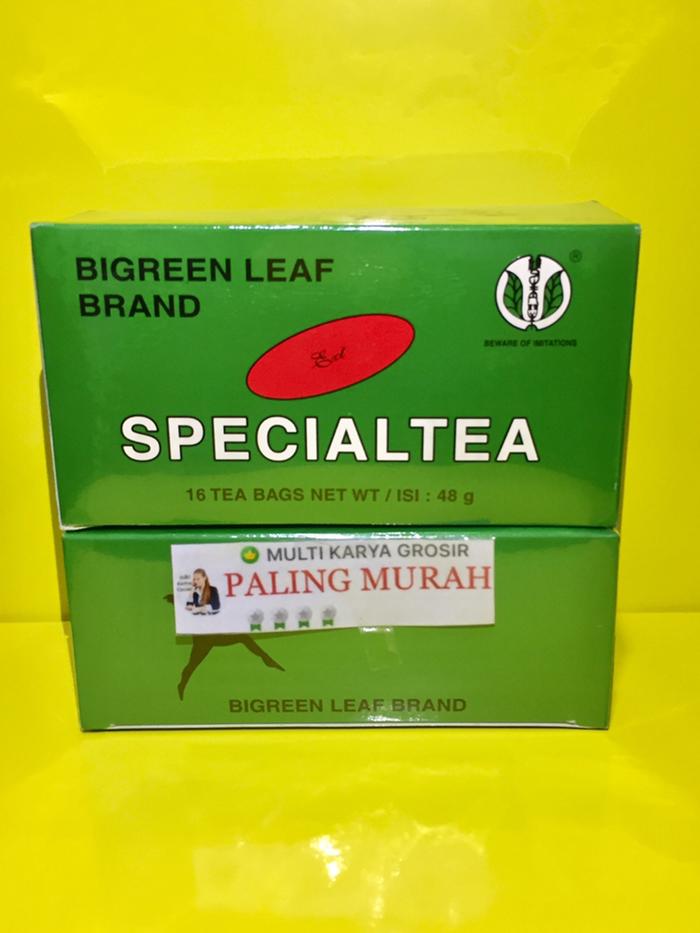 BIGREEN LEAF
BRAND
®
BEWARE OF IMITATIONS
SPECIALTEA
16 TEA BAGS NET WT / ISI : 48 g
MULTI KARYA GROSIR
PALING MURAH
BIGREEN LEAF BRAND